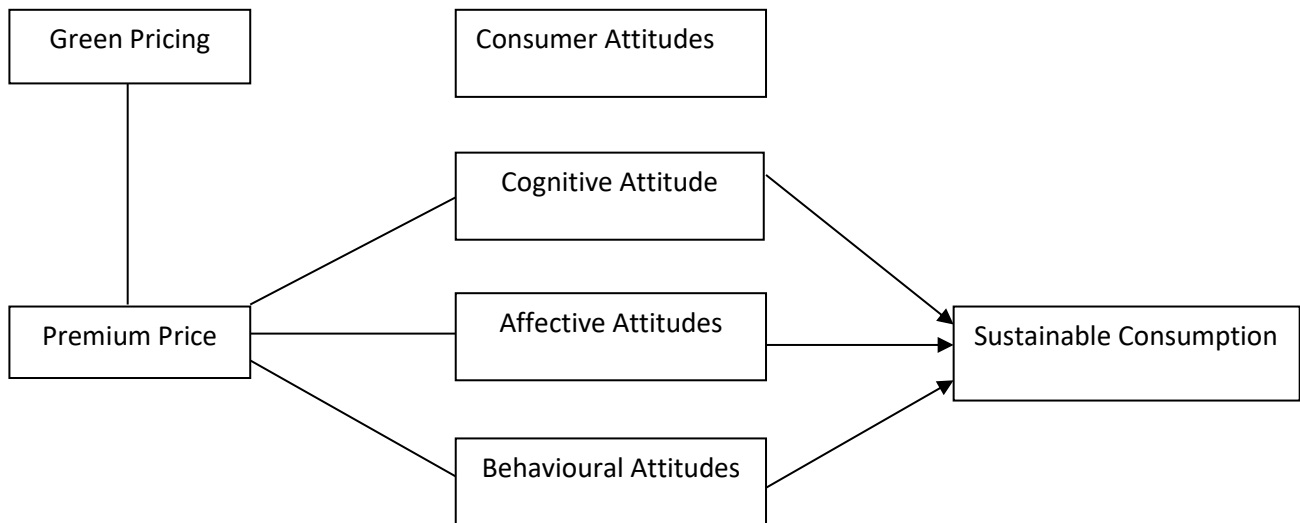 Green Pricing
Consumer Attitudes
Cognitive Attitude
Premium Price
Affective Attitudes
Sustainable Consumption
Behavioural Attitudes